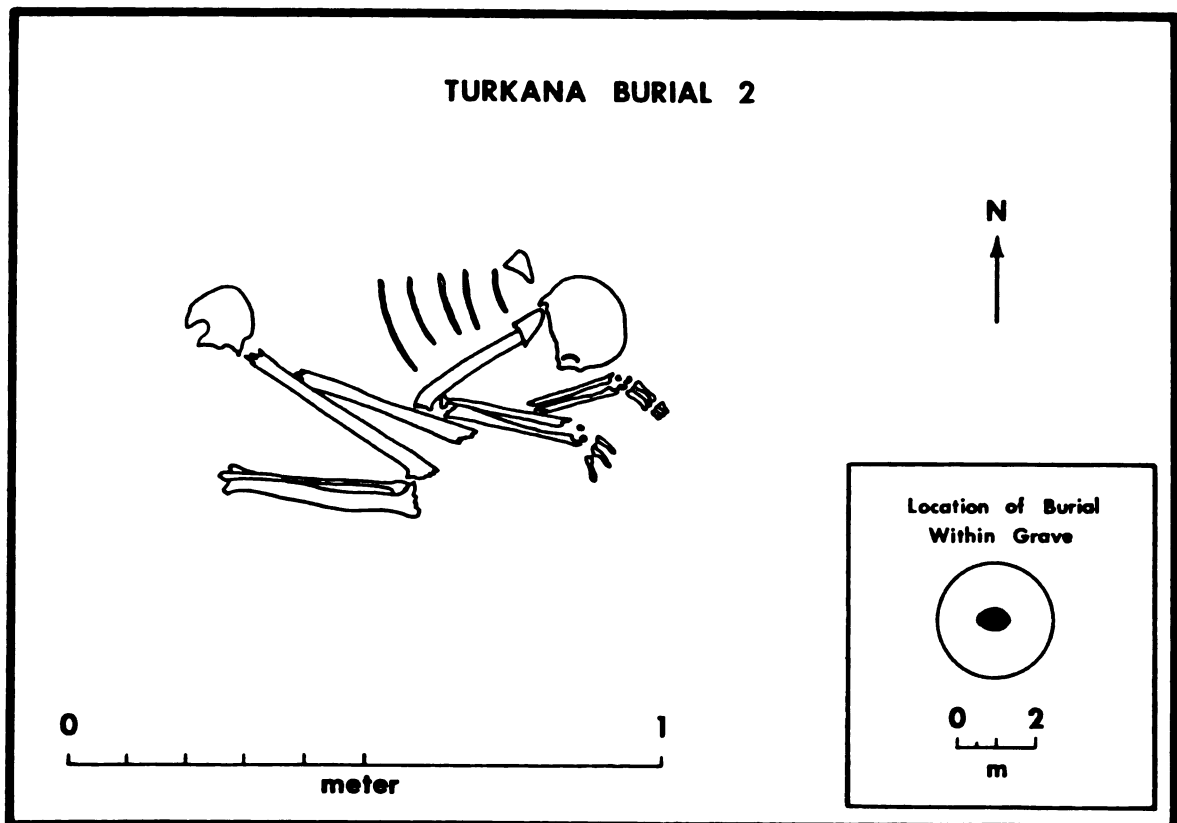 TURKANA BURIAL 2
N
Location of Burial
Within Grave
0 2
m
0 1
meter